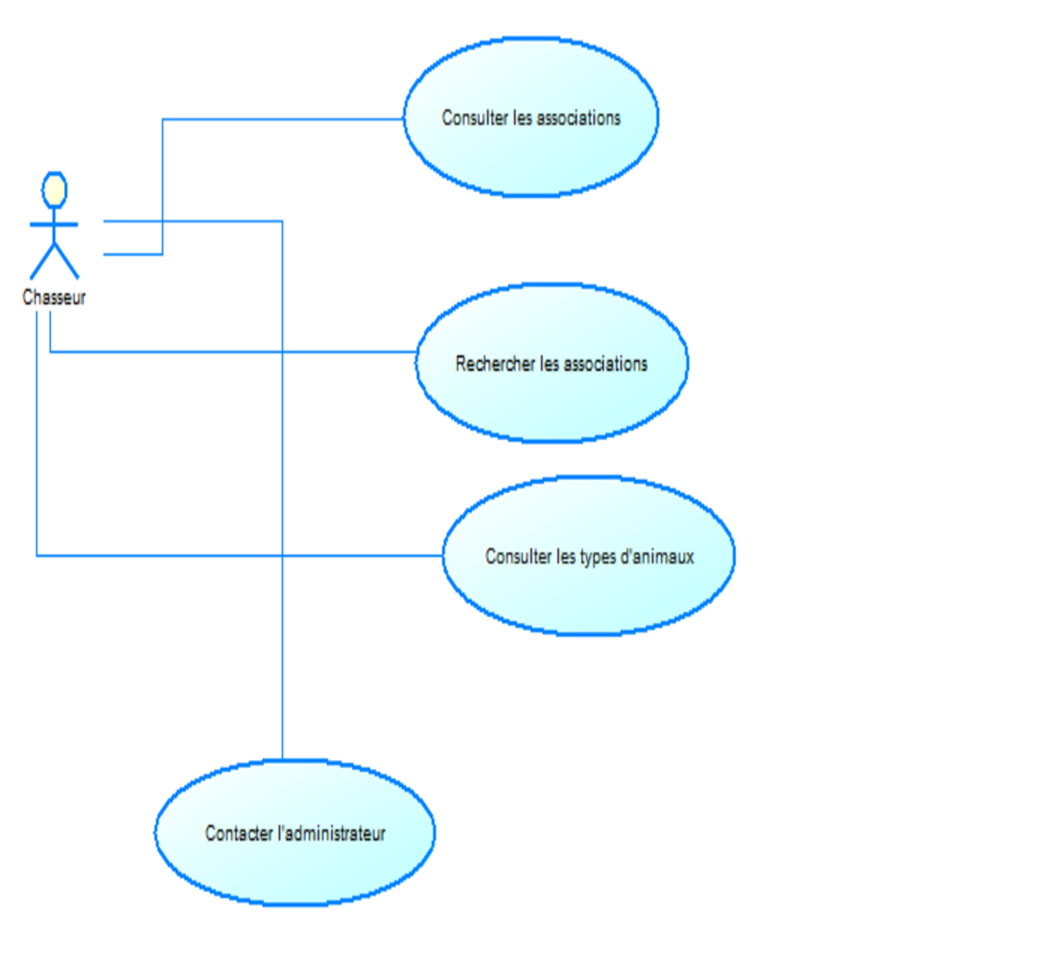 Consulter les associations
Chasseur
Rechercher les associations
Consulter les types d'animaux
Contacter l'administrateur